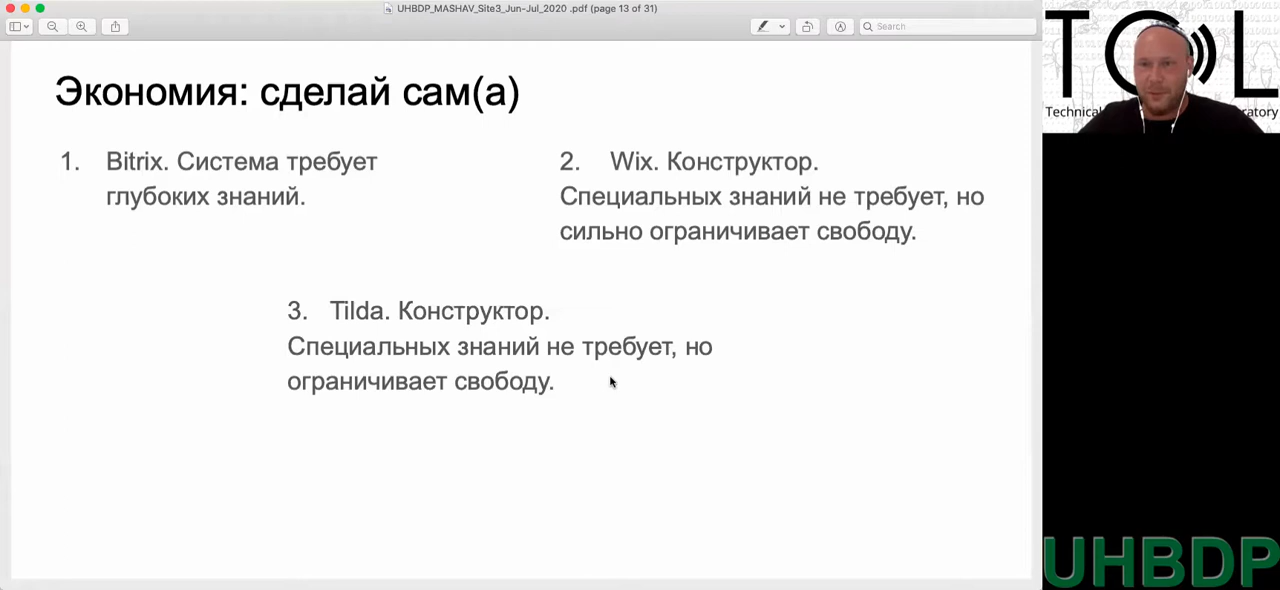 UHBDP_MASHAV_Site3_Jun-Jul_2020 .pdf (page 13 of 31)
Search
Экономия: сделай сам(а)
1. Bitrix. Система требует
глубоких знаний.
2. Wix. Конструктор.
Специальных знаний не требует, но
сильно ограничивает свободу.
3. Tilda. Конструктор.
Специальных знаний не требует, но
ограничивает свободу.
Technical
UHBDP